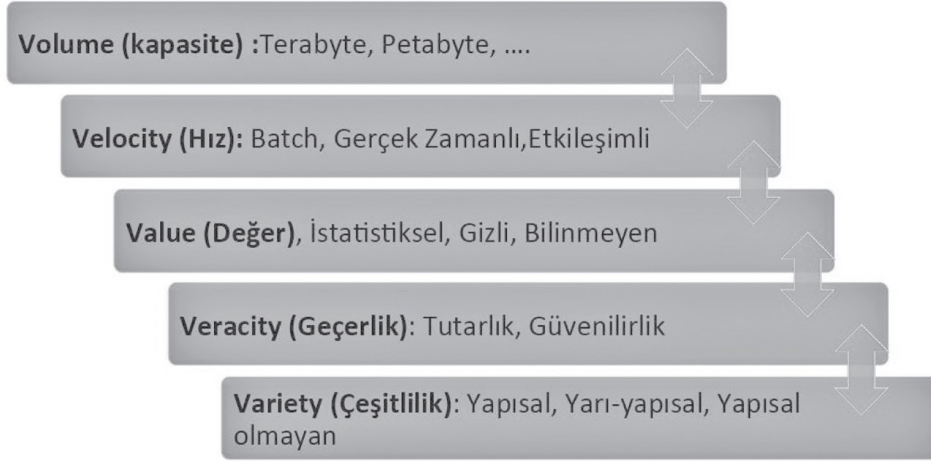 Volume (kapasite) :Terabyte, Petabyte, ....
Velocity (Hız): Batch, Gerçek Zamanlı,Etkileşimli
Value (Değer), İstatistiksel, Gizli, Bilinmeyen
Veracity (Geçerlik): Tutarlık, Güvenilirlik
Variety (Çeşitlilik): Yapısal, Yarı-yapısal, Yapısal
olmayan